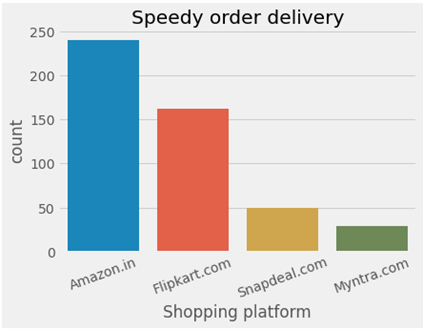 Speedy order delivery
250
200
150
100
50
0
count
Amazon.in
Flipkart.com
Snapdeal.com
Myntra.com
Shopping platform